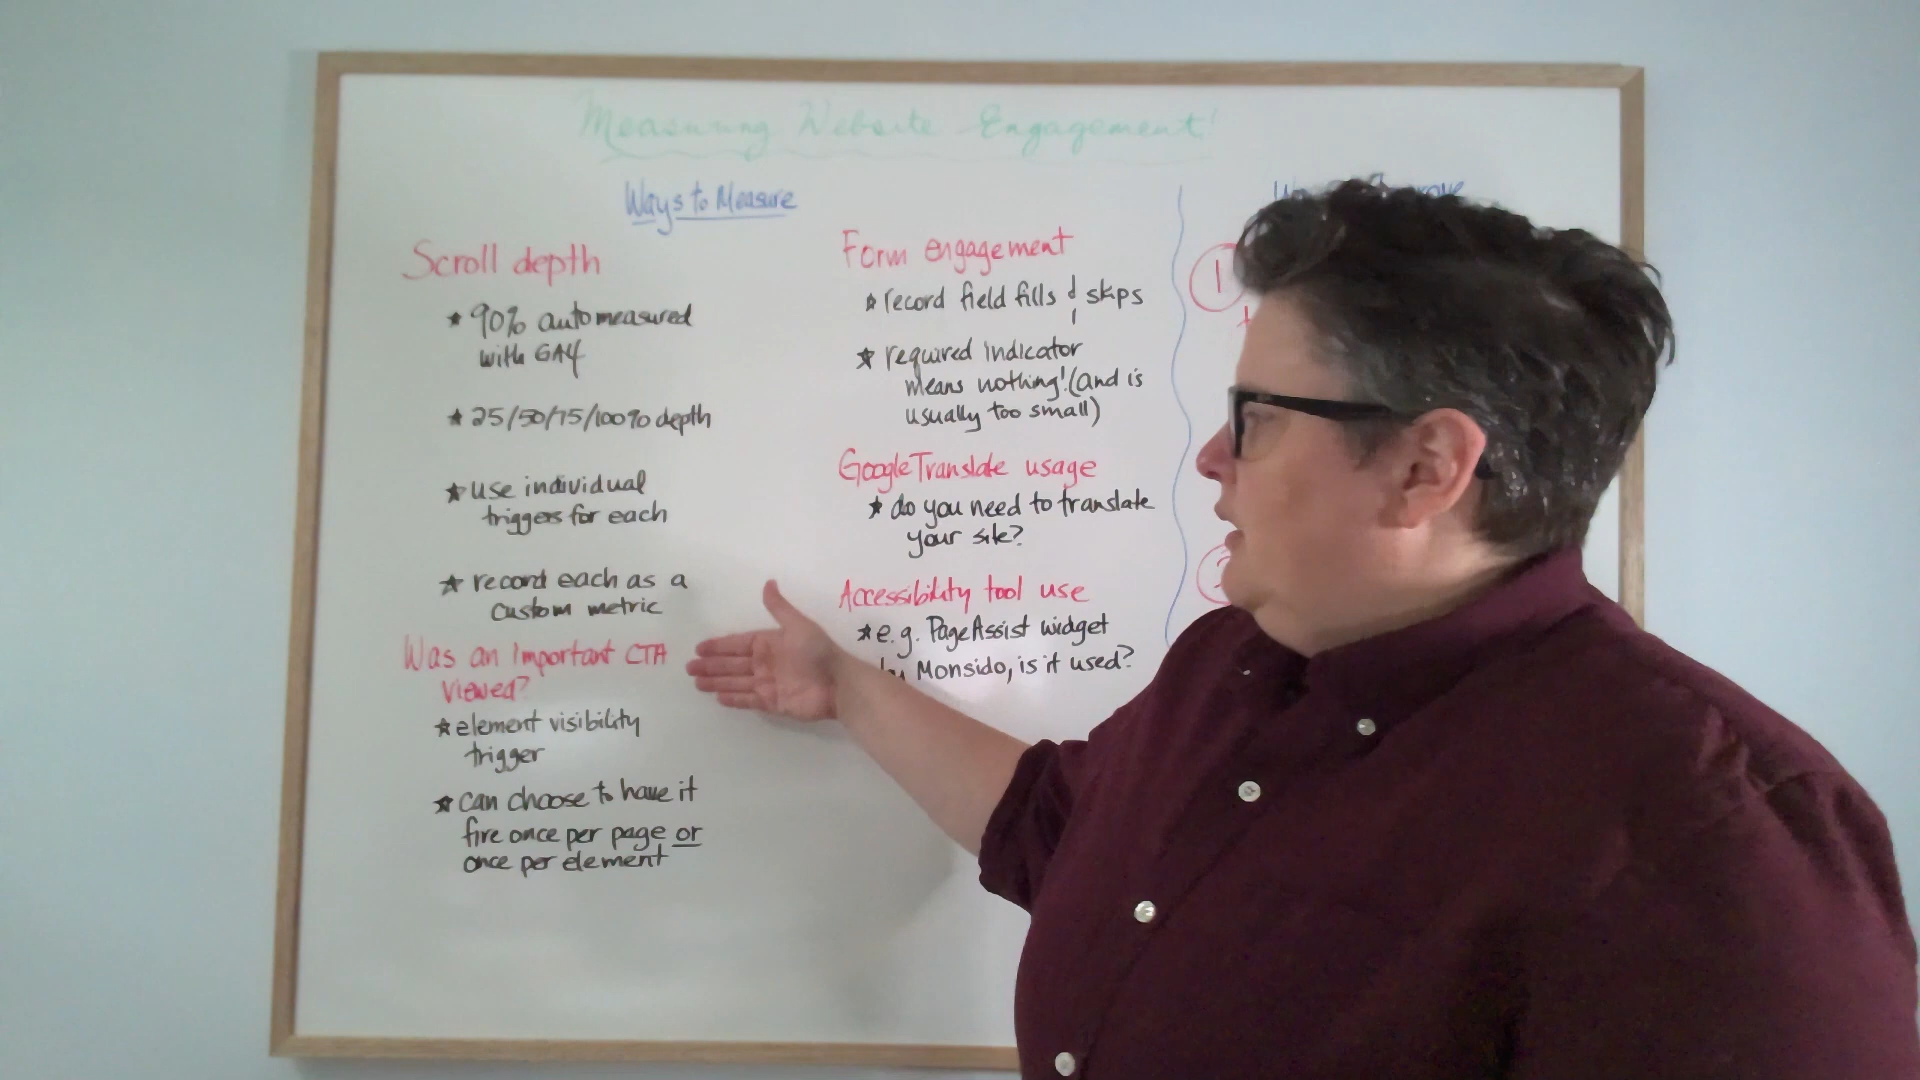 Measuring Website Engagement!
Ways to Measure
Scroll depth
★ 90% automeasured
with GA4
★ 25/50/75/100% depth
★ use individual
triggers for each
★ record each as a
custom metric
Was an important CTA
viewed?
★ element visibility
trigger
★ can choose to have it
fire once per page or
once per element
Form engagement
★ record field fills & skips
★ required indicator
means nothing! (and is
usually too small)
Google Translate usage
★ do you need to translate
your site?
Accessibility tool use
★ e.g. PageAssist widget
Monsido, is it used?
1